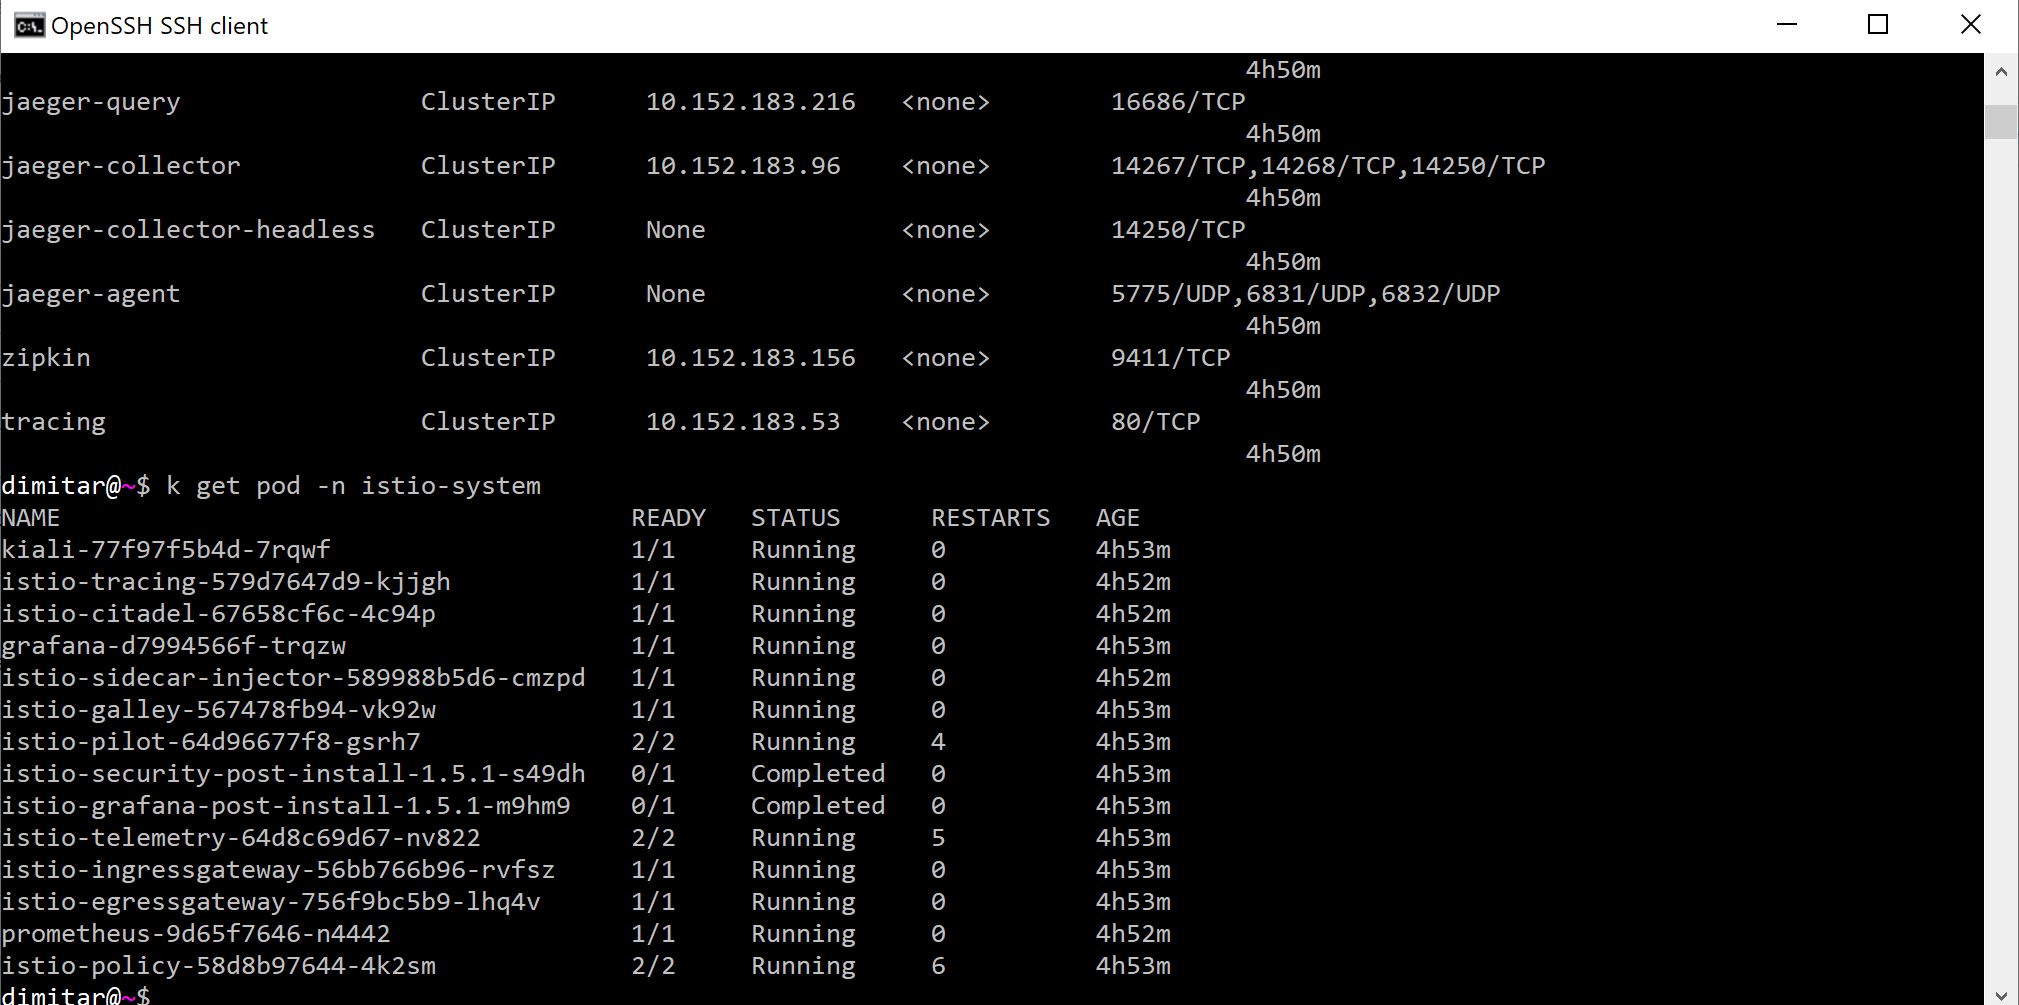 OpenSSH SSH client
4h50m
jaeger-query ClusterIP 10.152.183.216 <none> 16686/TCP
4h50m
jaeger-collector ClusterIP 10.152.183.96 <none> 14267/TCP,14268/TCP,14250/TCP
4h50m
jaeger-collector-headless ClusterIP None <none> 14250/TCP
4h50m
jaeger-agent ClusterIP None <none> 5775/UDP,6831/UDP,6832/UDP
4h50m
zipkin ClusterIP 10.152.183.156 <none> 9411/TCP
4h50m
tracing ClusterIP 10.152.183.53 <none> 80/TCP
4h50m
dimitar@~$ k get pod -n istio-system
NAME READY STATUS RESTARTS AGE
kiali-77f97f5b4d-7rqwf 1/1 Running 0 4h53m
istio-tracing-579d7647d9-kjjgh 1/1 Running 0 4h52m
istio-citadel-67658cf6c-4c94p 1/1 Running 0 4h52m
grafana-d7994566f-trqzw 1/1 Running 0 4h53m
istio-sidecar-injector-589988b5d6-cmzpd 1/1 Running 0 4h52m
istio-galley-567478fb94-vk92w 1/1 Running 0 4h53m
istio-pilot-64d96677f8-gsrh7 2/2 Running 4 4h53m
istio-security-post-install-1.5.1-s49dh 0/1 Completed 0 4h53m
istio-grafana-post-install-1.5.1-m9hm9 0/1 Completed 0 4h53m
istio-telemetry-64d8c69d67-nv822 2/2 Running 5 4h53m
istio-ingressgateway-56bb766b96-rvfsz 1/1 Running 0 4h53m
istio-egressgateway-756f9bc5b9-lhq4v 1/1 Running 0 4h53m
prometheus-9d65f7646-n4442 1/1 Running 0 4h52m
istio-policy-58d8b97644-4k2sm 2/2 Running 6 4h53m
dimitar@~$